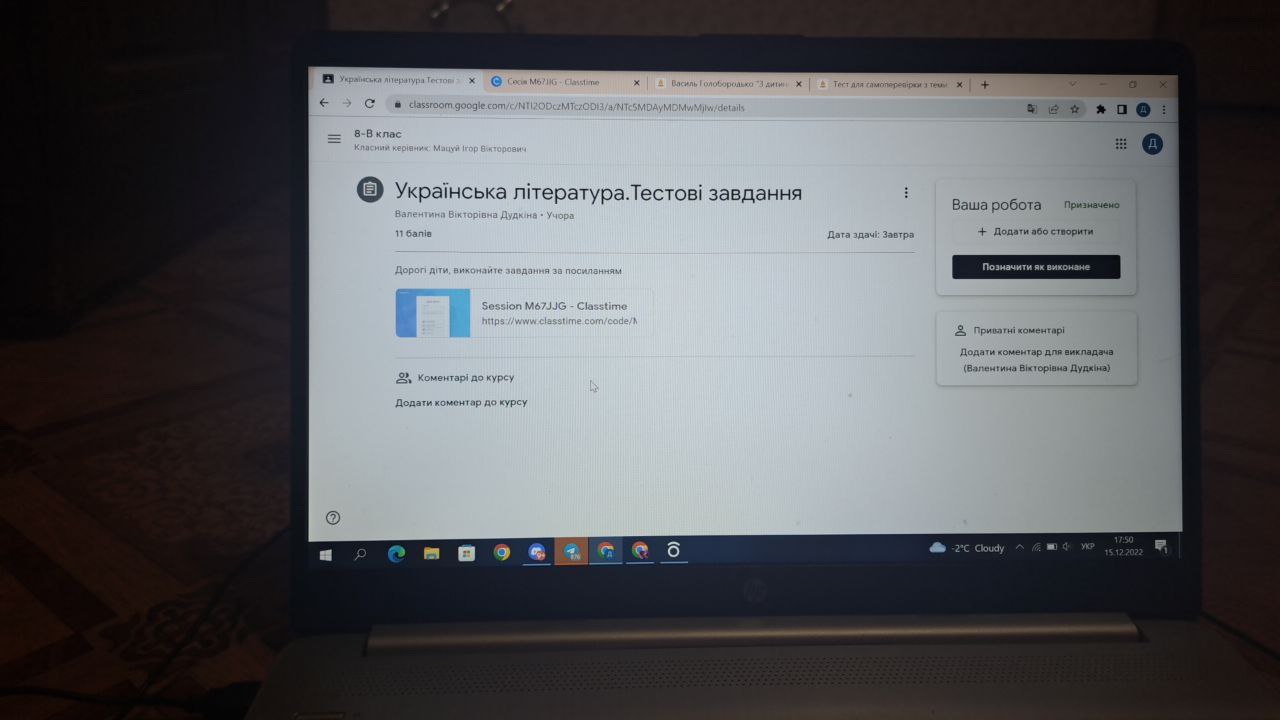 Українська література.Тестові з
Сесія M67JJG - Classtime
Василь Голобородько "З дитин
Тест для самоперевірки з теми:
classroom.google.com/c/NTI2ODczMTczODI3/a/NTc5MDAyMDMwMjIw/details
8-В клас
Класний керівник: Мацуй Ігор Вікторович
Д
Українська література.Тестові завдання
Валентина Вікторівна Дудкіна • Учора
11 балів
Дата здачі: Завтра
Дорогі діти, виконайте завдання за посиланням
Session M67JJG - Classtime
https://www.classtime.com/code/M
Коментарі до курсу
Додати коментар до курсу
Ваша робота
Призначено
+ Додати або створити
Позначити як виконане
Приватні коментарі
Додати коментар для викладача
(Валентина Вікторівна Дудкіна)
-2°C Cloudy
УКР
17:50
15.12.2022
hp